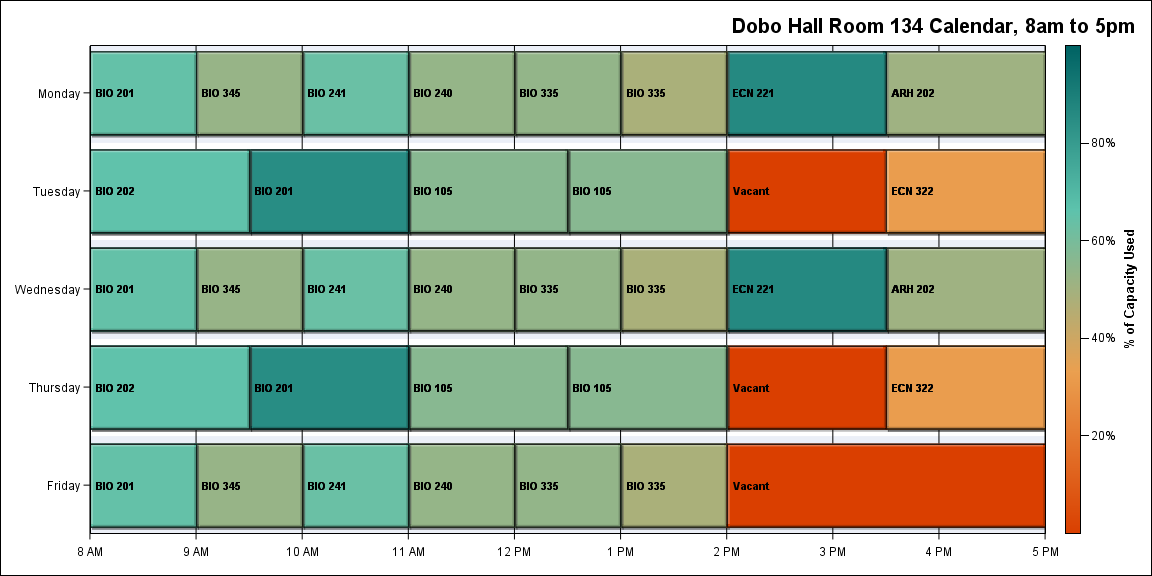 Dobo Hall Room 134 Calendar, 8am to 5pm
Monday
BIO 201
BIO 345
BIO 241
BIO 240
BIO 335
BIO 335
ECN 221
ARH 202
Tuesday
BIO 202
BIO 201
BIO 105
BIO 105
Vacant
ECN 322
Wednesday
BIO 201
BIO 345
BIO 241
BIO 240
BIO 335
BIO 335
ECN 221
ARH 202
Thursday
BIO 202
BIO 201
BIO 105
BIO 105
Vacant
ECN 322
Friday
BIO 201
BIO 345
BIO 241
BIO 240
BIO 335
BIO 335
Vacant
8 AM
9 AM
10 AM
11 AM
12 PM
1 PM
2 PM
3 PM
4 PM
5 PM
80%
60%
40%
20%
% of Capacity Used